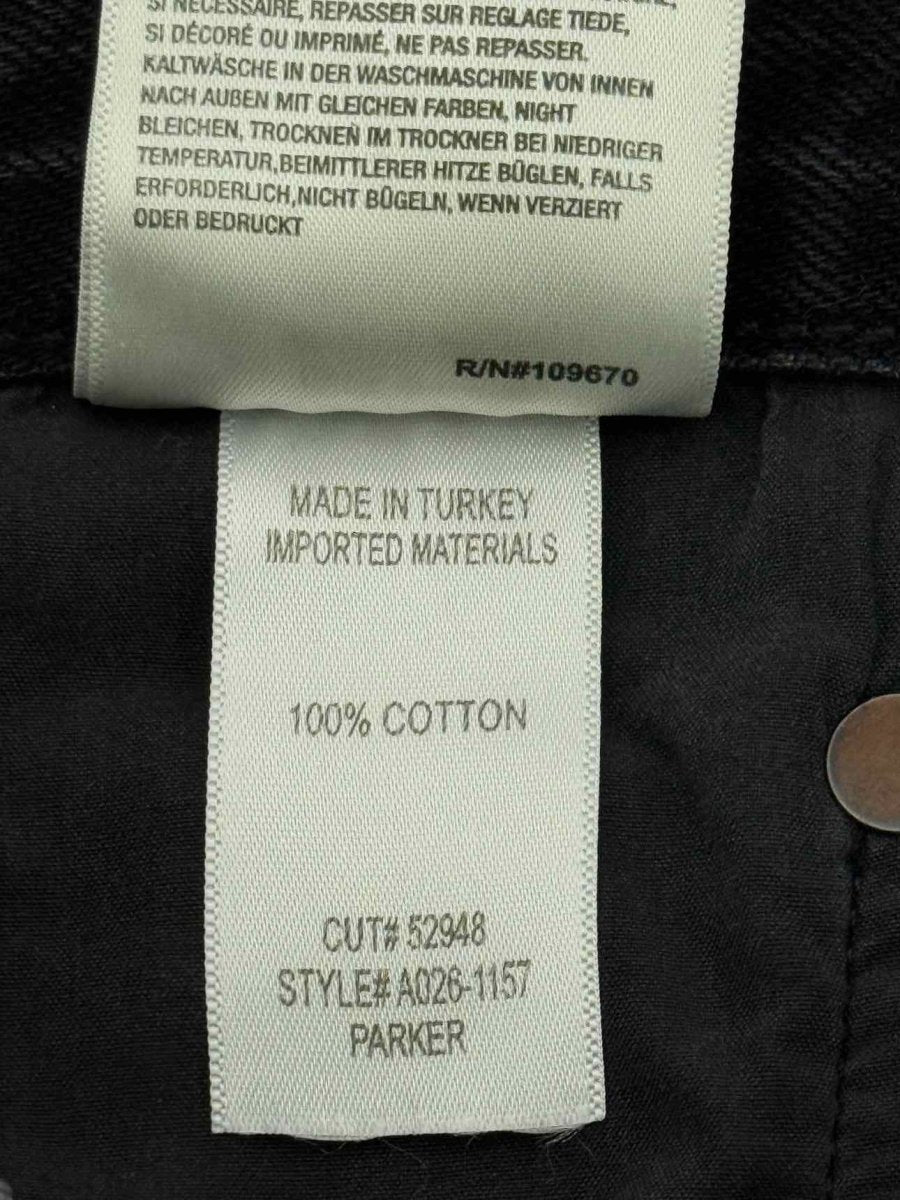 SI NÉCESSAIRE, REPASSER SUR REGLAGE TIEDE,
SI DÉCORÉ OU IMPRIMÉ, NE PAS REPASSER.
KALTWÄSCHE IN DER WASCHMASCHINE VON INNEN
NACH AUßEN MIT GLEICHEN FARBEN, NIGHT
BLEICHEN, TROCKNEN IM TROCKNER BEI NIEDRIGER
TEMPERATUR,BEIMITTLERER HITZE BÜGLEN, FALLS
ERFORDERLICH,NICHT BÜGELN, WENN VERZIERT
ODER BEDRUCKT
R/N#109670
MADE IN TURKEY
IMPORTED MATERIALS
100% COTTON
CUT# 52948
STYLE# A026-1157
PARKER